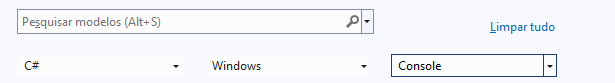 Pesquisar modelos (Alt+S)
Limpar tudo
C# Windows Console